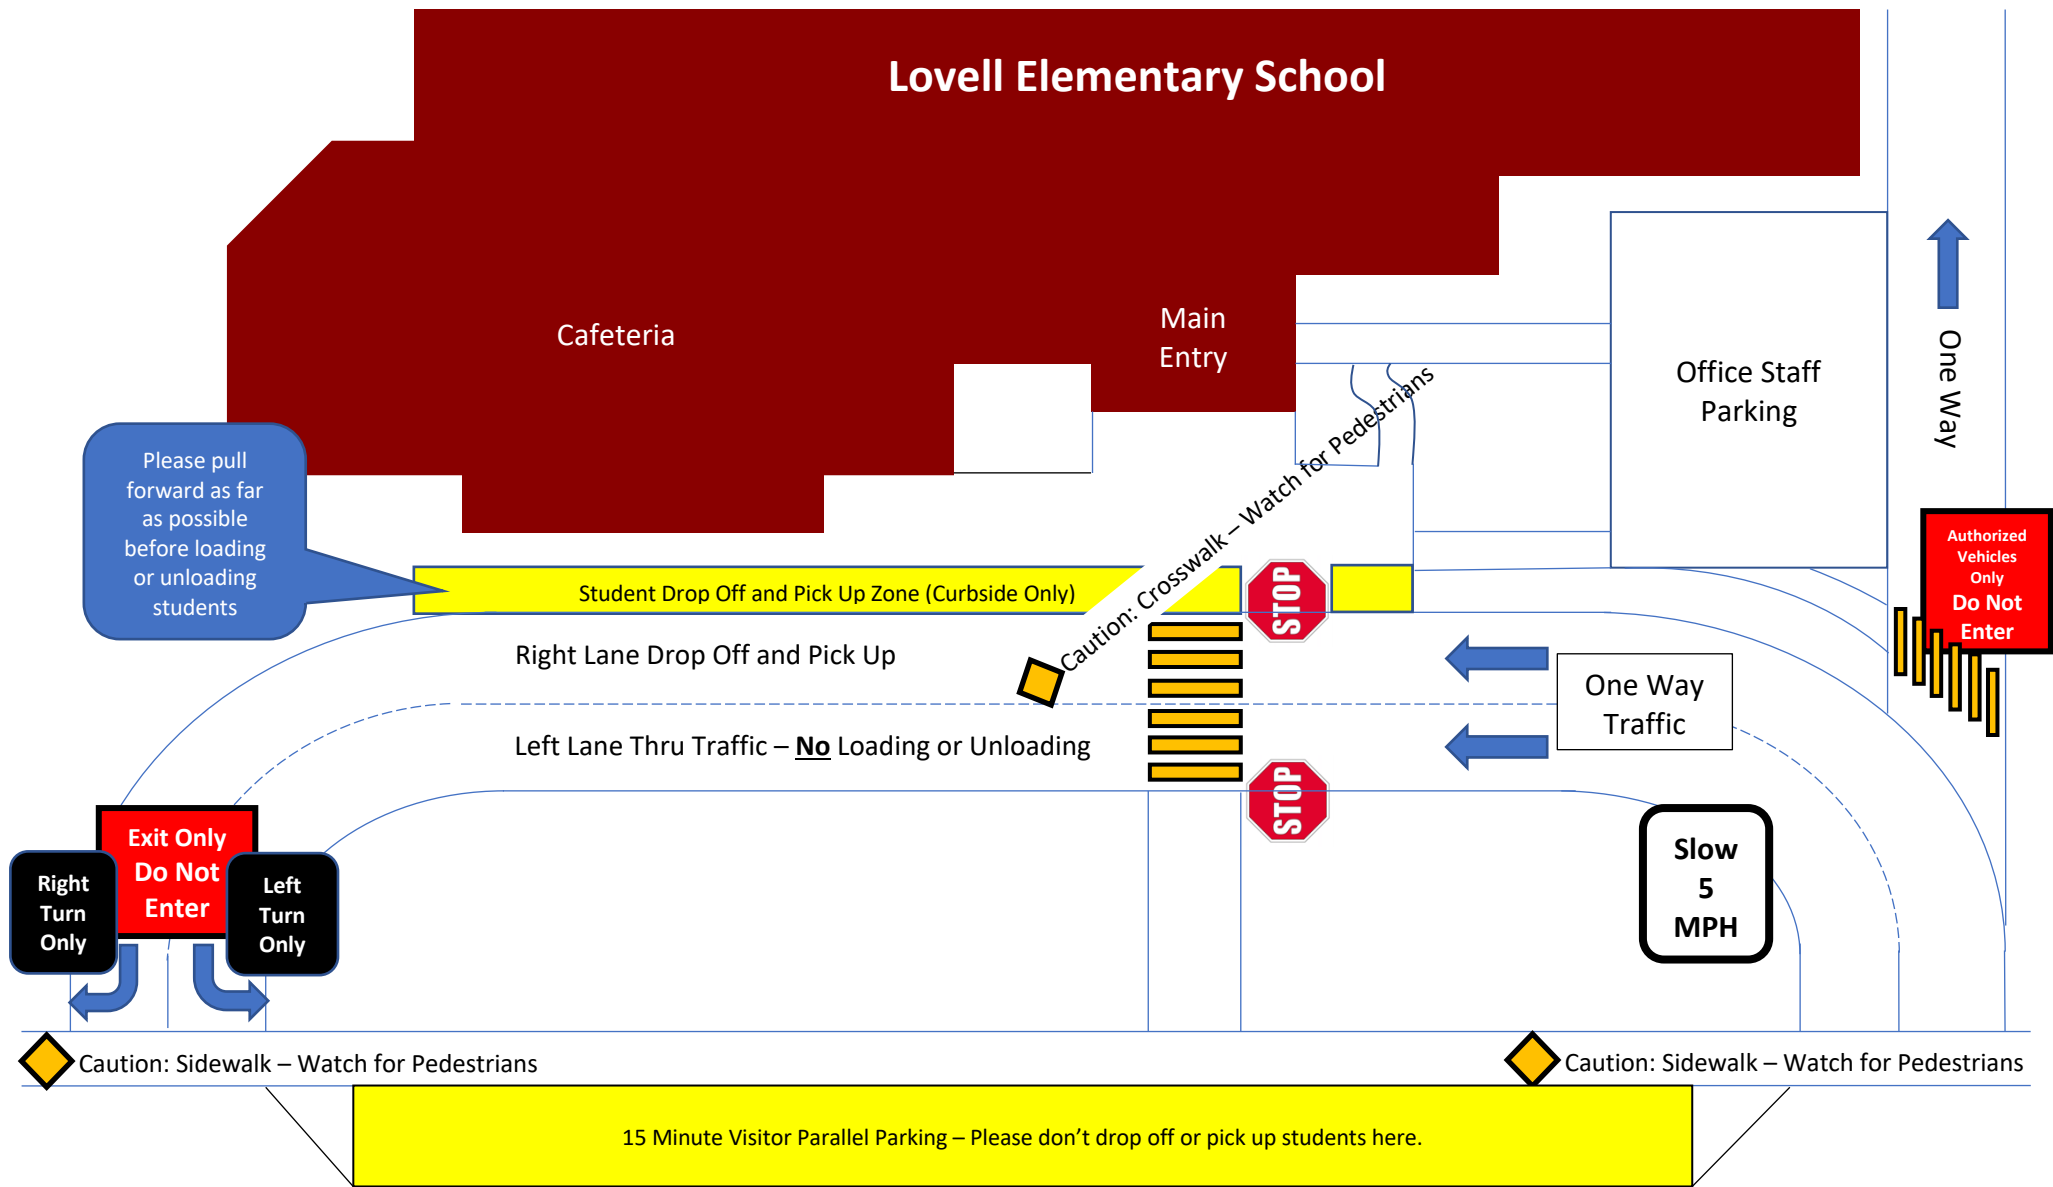 Lovell Elementary School
Cafeteria
Main
Entry
Office Staff
Parking
One Way
Please pull
forward as far
as possible
before loading
or unloading
students
Caution: Crosswalk – Watch for Pedestrians
Authorized
Vehicles
Only
Do Not
Enter
Student Drop Off and Pick Up Zone (Curbside Only)
STOP
Right Lane Drop Off and Pick Up
One Way
Traffic
Left Lane Thru Traffic – No Loading or Unloading
STOP
Exit Only
Do Not
Enter
Right
Turn
Only
Left
Turn
Only
Slow
5
MPH
Caution: Sidewalk – Watch for Pedestrians
Caution: Sidewalk – Watch for Pedestrians
15 Minute Visitor Parallel Parking – Please don’t drop off or pick up students here.